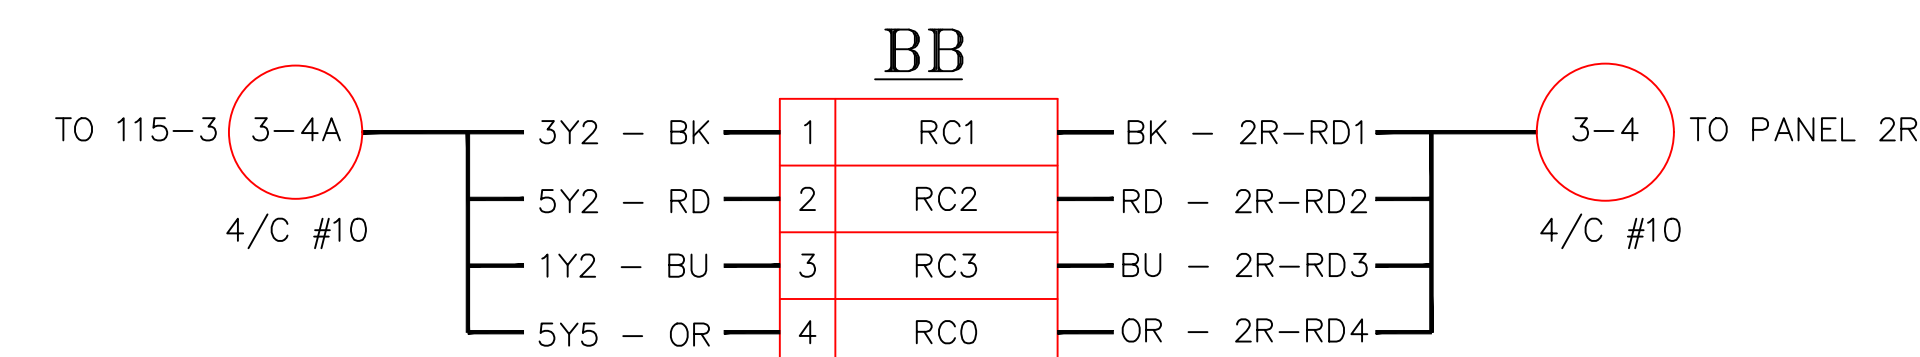 BB
TO 115-3 3-4A 3Y2 - BK 1 RC1 BK - 2R-RD1 3-4 TO PANEL 2R
5Y2 - RD 2 RC2 RD - 2R-RD2
4/C #10 4/C #10
1Y2 - BU 3 RC3 BU - 2R-RD3
5Y5 - OR 4 RC0 OR - 2R-RD4